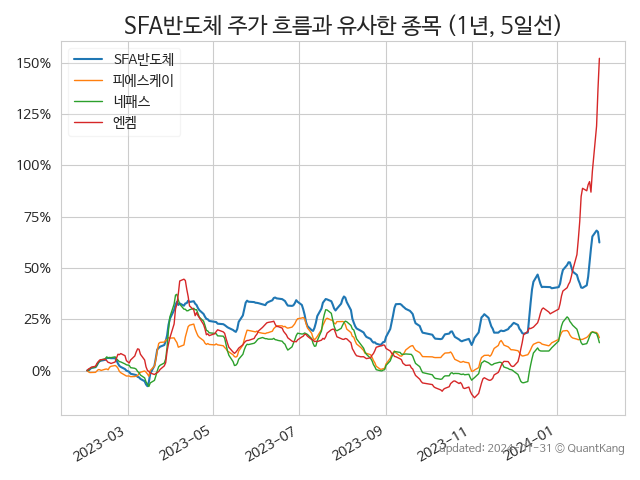 SFA반도체 주가 흐름과 유사한 종목 (1년, 5일선)
150%
125%
100%
75%
50%
25%
0%
SFA반도체
피에스케이
네패스
엔켐
2023-03
2023-05
2023-07
2023-09
2023-11
2024-01
updated: 2024-01-31 © QuantKang